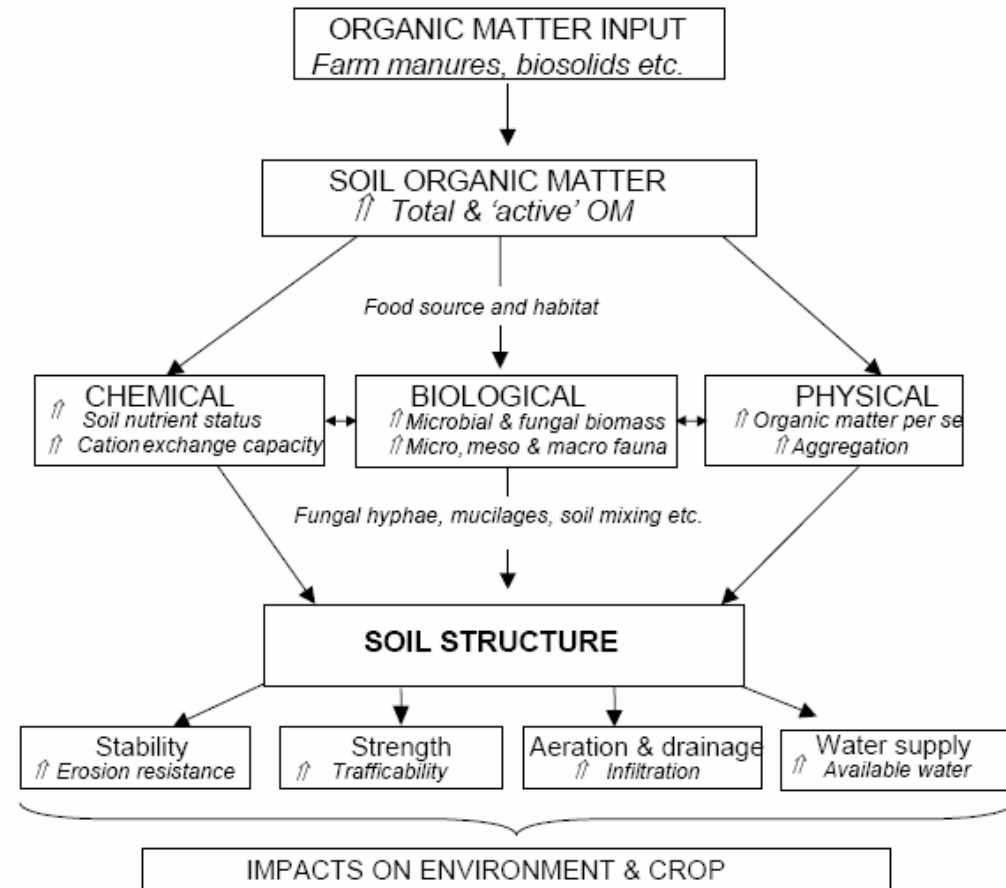 ORGANIC MATTER INPUT
Farm manures, biosolids etc.
SOIL ORGANIC MATTER
⇑ Total & ‘active’ OM
Food source and habitat
CHEMICAL
⇑ Soil nutrient status
⇑ Cation exchange capacity
BIOLOGICAL
⇑ Microbial & fungal biomass
⇑ Micro, meso & macro fauna
PHYSICAL
⇑ Organic matter per se
⇑ Aggregation
Fungal hyphae, mucilages, soil mixing etc.
SOIL STRUCTURE
Stability
⇑ Erosion resistance
Strength
⇑ Trafficability
Aeration & drainage
⇑ Infiltration
Water supply
⇑ Available water
IMPACTS ON ENVIRONMENT & CROP